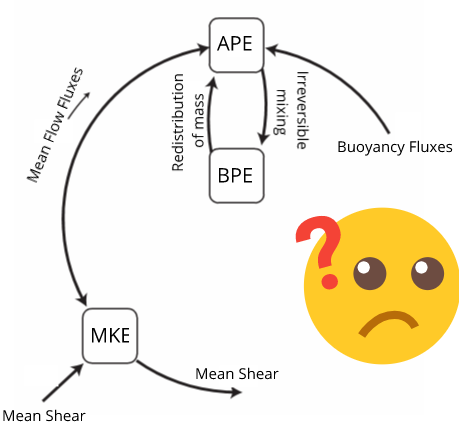 APE
Mean Flow Fluxes
Redistribution
of mass
Irreversible
mixing
Buoyancy Fluxes
BPE
?
MKE
Mean Shear
Mean Shear